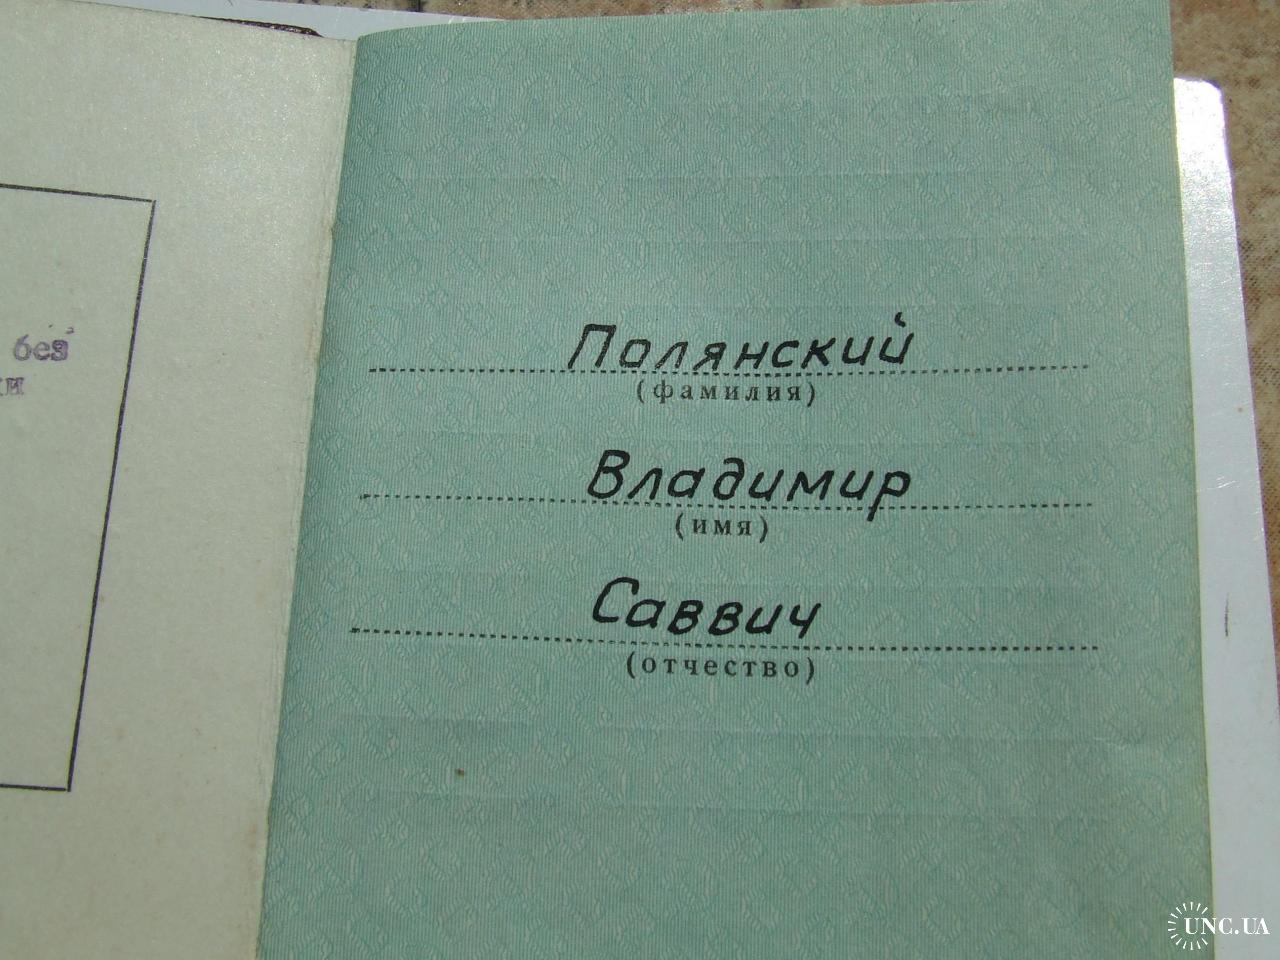 без
Полянский
(фамилия)
Владимир
(имя)
Саввич
(отчество)
UNC.UA